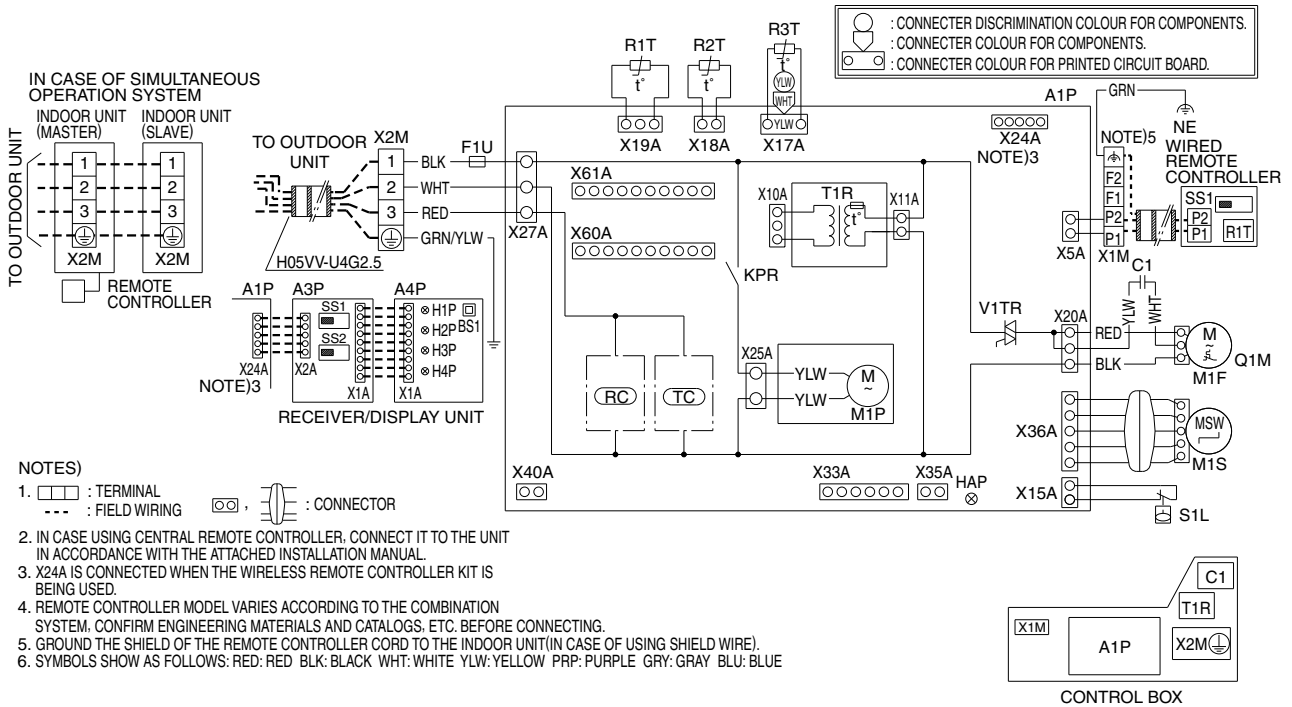 IN CASE OF SIMULTANEOUS
OPERATION SYSTEM
INDOOR UNIT
(MASTER)
INDOOR UNIT
(SLAVE)
TO OUTDOOR UNIT
1
2
3
X2M
1
2
3
X2M
REMOTE
CONTROLLER
TO OUTDOOR
UNIT
X2M
1
2
3
BLK
WHT
RED
GRN/YLW
F1U
H05VV-U4G2.5
X27A
A1P
X24A
NOTE)3
A3P
SS1
SS2
X2A
X1A
A4P
H1P
H2P
H3P
H4P
BS1
X1A
RECEIVER/DISPLAY UNIT
R1T
t°
X19A
R2T
t°
X18A
R3T
t°
YLW
WHT
YLW
X17A
: CONNECTER DISCRIMINATION COLOUR FOR COMPONENTS.
: CONNECTER COLOUR FOR COMPONENTS.
: CONNECTER COLOUR FOR PRINTED CIRCUIT BOARD.
A1P
X24A
NOTE)3
X61A
X60A
X10A
T1R
t°
X11A
KPR
X25A
YLW
YLW
M
~
M1P
RC
TC
V1TR
X40A
X33A
X35A
HAP
GRN
NE
NOTE)5
F2
F1
P2
P1
X5A
X1M
WIRED
REMOTE
CONTROLLER
SS1
P2
P1
R1T
C1
YLW
WHT
X20A
RED
BLK
M
~
Q1M
M1F
X36A
MSW
M1S
X15A
S1L
NOTES)
1. : TERMINAL
: FIELD WIRING
, : CONNECTOR
2. IN CASE USING CENTRAL REMOTE CONTROLLER, CONNECT IT TO THE UNIT
IN ACCORDANCE WITH THE ATTACHED INSTALLATION MANUAL.
3. X24A IS CONNECTED WHEN THE WIRELESS REMOTE CONTROLLER KIT IS
BEING USED.
4. REMOTE CONTROLLER MODEL VARIES ACCORDING TO THE COMBINATION
SYSTEM, CONFIRM ENGINEERING MATERIALS AND CATALOGS, ETC. BEFORE CONNECTING.
5. GROUND THE SHIELD OF THE REMOTE CONTROLLER CORD TO THE INDOOR UNIT(IN CASE OF USING SHIELD WIRE).
6. SYMBOLS SHOW AS FOLLOWS: RED: RED BLK: BLACK WHT: WHITE YLW: YELLOW PRP: PURPLE GRY: GRAY BLU: BLUE
C1
T1R
X1M
A1P
X2M
CONTROL BOX